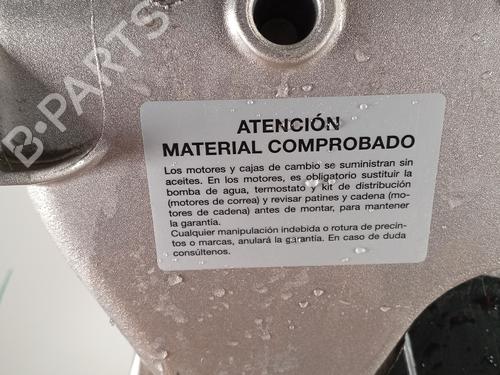 B-PARTS
ATENCIÓN
MATERIAL COMPROBADO
Los motores y cajas de cambio se suministran sin
aceites. En los motores, es obligatorio sustituir la
bomba de agua, termostato y kit de distribución
(motores de correa) y revisar patines y cadena (mo-
tores de cadena) antes de montar, para mantener
la garantía.
Cualquier manipulación indebida o rotura de precin-
tos o marcas, anulará la garantía. En caso de duda
consúltenos.